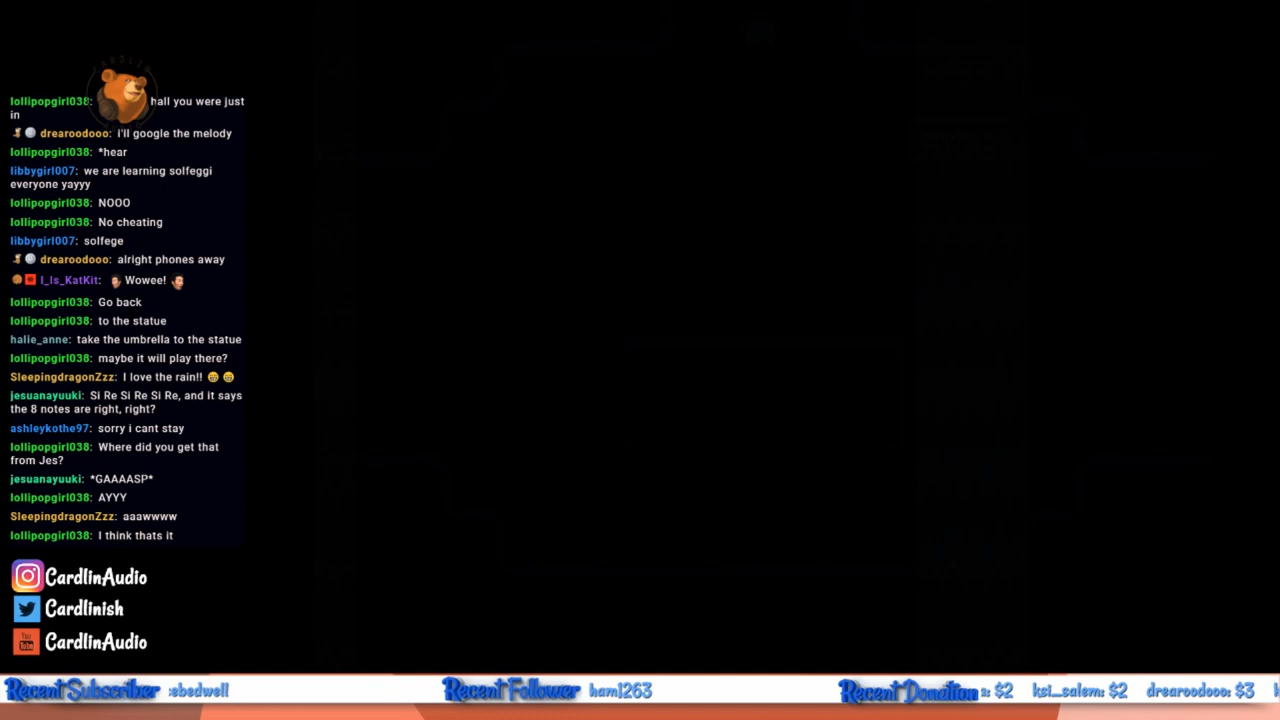 lollipopgirl038: hall you were just
in
drearoodooo: i'll google the melody
lollipopgirl038: *hear
libbygirl007: we are learning solfeggi
everyone yayyy
lollipopgirl038: NOOO
lollipopgirl038: No cheating
libbygirl007: solfege
drearoodooo: alright phones away
I_Is_KatKit: Wowee!
lollipopgirl038: Go back
lollipopgirl038: to the statue
halie_anne: take the umbrella to the statue
lollipopgirl038: maybe it will play there?
SleepingdragonZzz: I love the rain!! 😁 😁
jesuanayuuki: Si Re Si Re Si Re, and it says
the 8 notes are right, right?
ashleykothe97: sorry i cant stay
lollipopgirl038: Where did you get that
from Jes?
jesuanayuuki: *GAAAASP*
lollipopgirl038: AYYY
SleepingdragonZzz: aaawwww
lollipopgirl038: I think thats it
CardlinAudio
Cardlinish
You Tube CardlinAudio
Recent Subscriber ebedwell Recent Follower ham1263 Recent Donation : $2 ksi_salem: $2 drearoodooo: $3